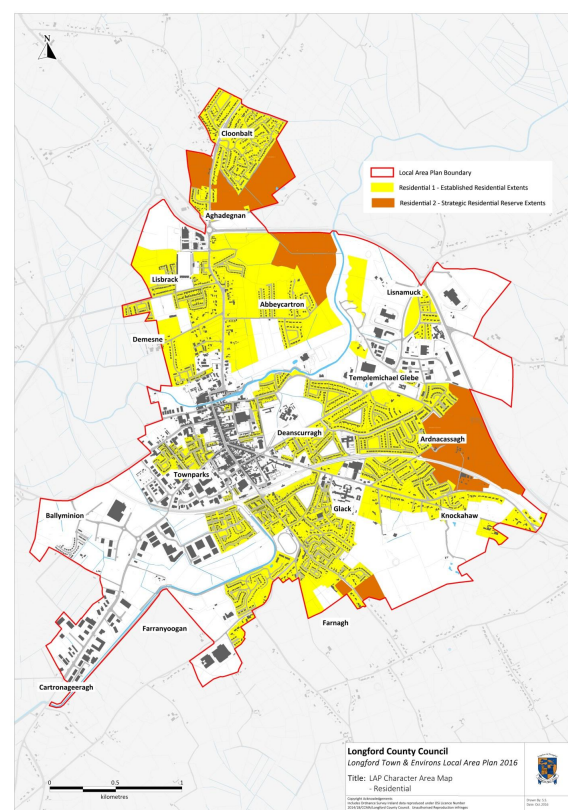 N
Cloonbalt
Local Area Plan Boundary
Residential 1 - Established Residential Extents
Residential 2 - Strategic Residential Reserve Extents
Aghadegnan
Lisbrack
Lisnamuck
Abbeycartron
Demesne
Templemichael Glebe
Deanscurragh
Ardnacassagh
Townparks
Glack
Ballyminion
Knockahaw
Farnagh
Farranyoogan
Cartronageeragh
0 0.5 1
kilometres
Longford County Council
Longford Town & Environs Local Area Plan 2016
Title: LAP Character Area Map
- Residential
Copyright Acknowledgements